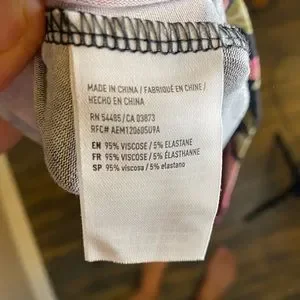 MADE IN CHINA / FABRIQUÉ EN CHINE /
HECHO EN CHINA
RN 54485 / CA 03873
RFC# AEM120605U9A
EN 95% VISCOSE / 5% ELASTANE
FR 95% VISCOSE / 5% ÉLASTHANNE
SP 95% viscosa / 5% elastano